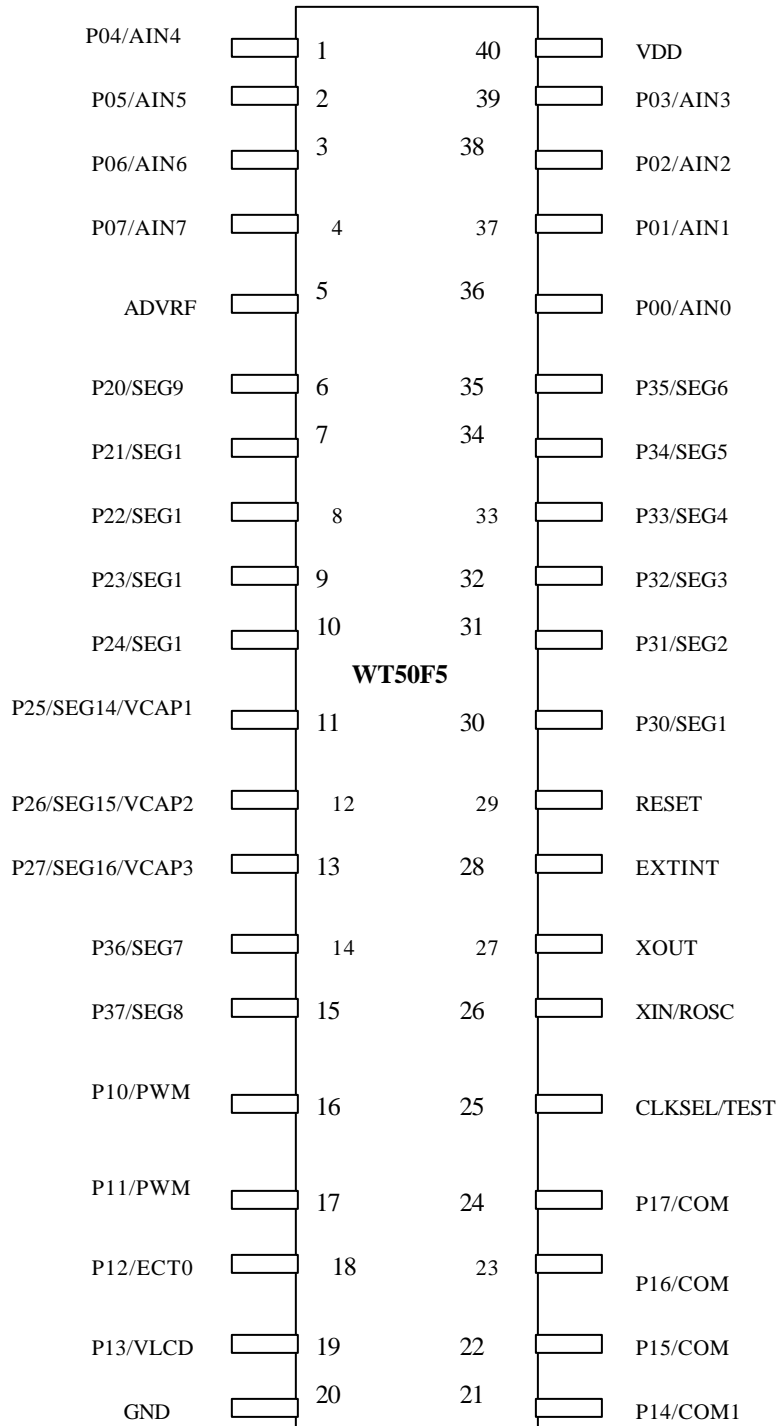 P04/AIN4 1 40 VDD
P05/AIN5 2 39 P03/AIN3
P06/AIN6 3 38 P02/AIN2
P07/AIN7 4 37 P01/AIN1
ADVRF 5 36 P00/AIN0
P20/SEG9 6 35 P35/SEG6
P21/SEG1 7 34 P34/SEG5
P22/SEG1 8 33 P33/SEG4
P23/SEG1 9 32 P32/SEG3
P24/SEG1 10 31 P31/SEG2
WT50F5
P25/SEG14/VCAP1 11 30 P30/SEG1
P26/SEG15/VCAP2 12 29 RESET
P27/SEG16/VCAP3 13 28 EXTINT
P36/SEG7 14 27 XOUT
P37/SEG8 15 26 XIN/ROSC
P10/PWM 16 25 CLKSEL/TEST
P11/PWM 17 24 P17/COM
P12/ECT0 18 23 P16/COM
P13/VLCD 19 22 P15/COM
GND 20 21 P14/COM1